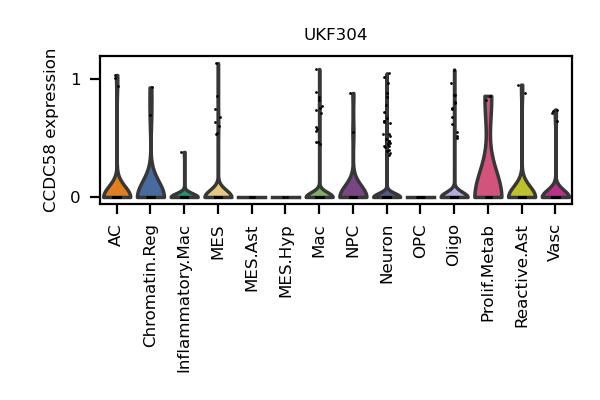 UKF304
CCDC58 expression
1
0
AC
Chromatin.Reg
Inflammatory.Mac
MES
MES.Ast
MES.Hyp
Mac
NPC
Neuron
OPC
Oligo
Prolif.Metab
Reactive.Ast
Vasc